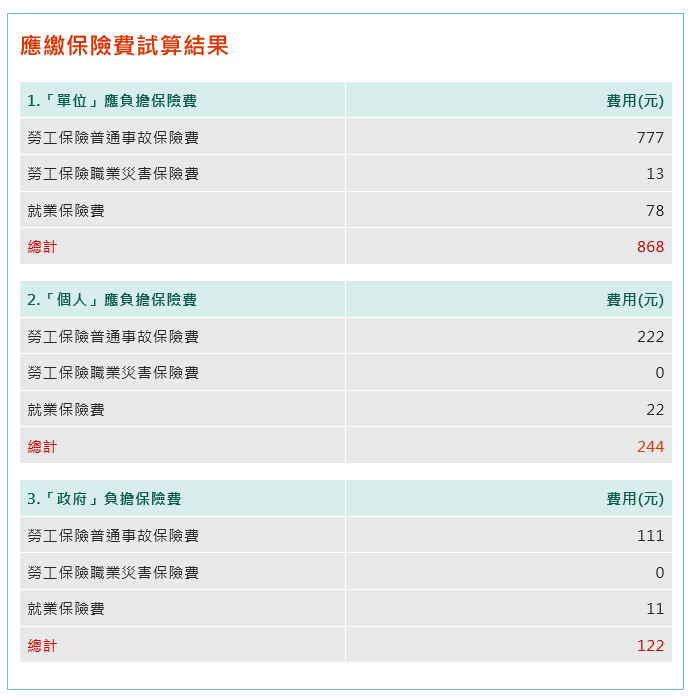 應繳保險費試算結果
1.「單位」應負擔保險費 費用(元)
勞工保險普通事故保險費 777
勞工保險職業災害保險費 13
就業保險費 78
總計 868
2.「個人」應負擔保險費 費用(元)
勞工保險普通事故保險費 222
勞工保險職業災害保險費 0
就業保險費 22
總計 244
3.「政府」負擔保險費 費用(元)
勞工保險普通事故保險費 111
勞工保險職業災害保險費 0
就業保險費 11
總計 122